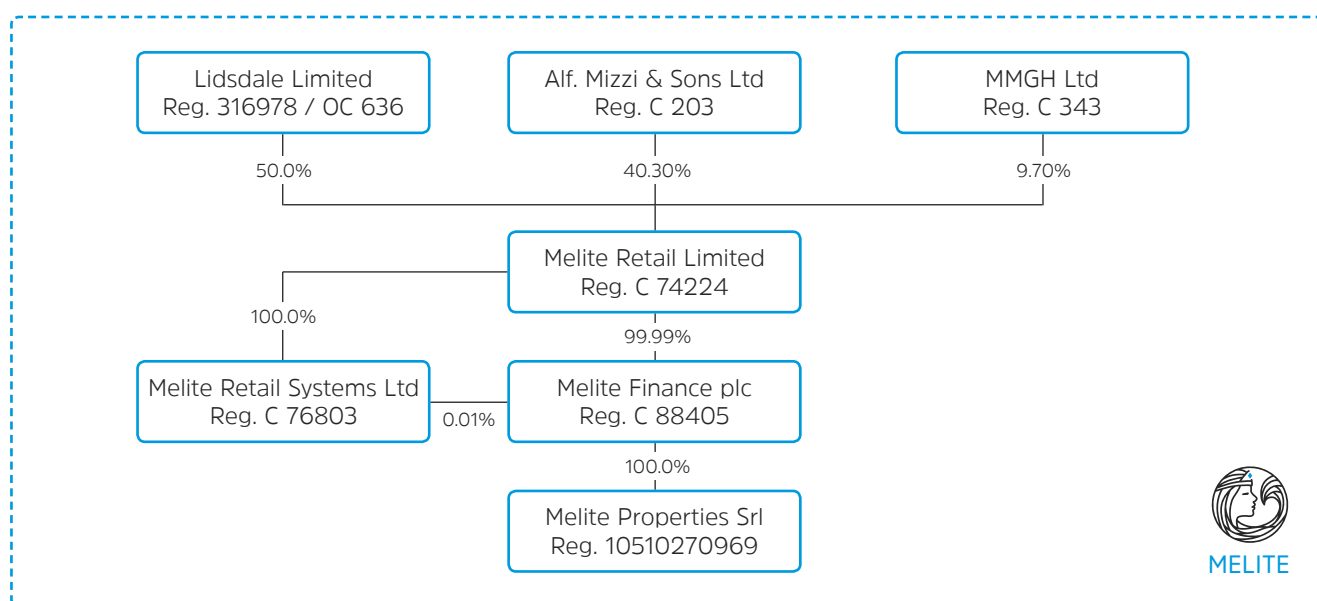 Lidsdale Limited
Reg. 316978 / OC 636
Alf. Mizzi & Sons Ltd
Reg. C 203
MMGH Ltd
Reg. C 343
50.0%
40.30%
9.70%
Melite Retail Limited
Reg. C 74224
100.0%
99.99%
Melite Retail Systems Ltd
Reg. C 76803
0.01%
Melite Finance plc
Reg. C 88405
100.0%
Melite Properties Srl
Reg. 10510270969
MELITE